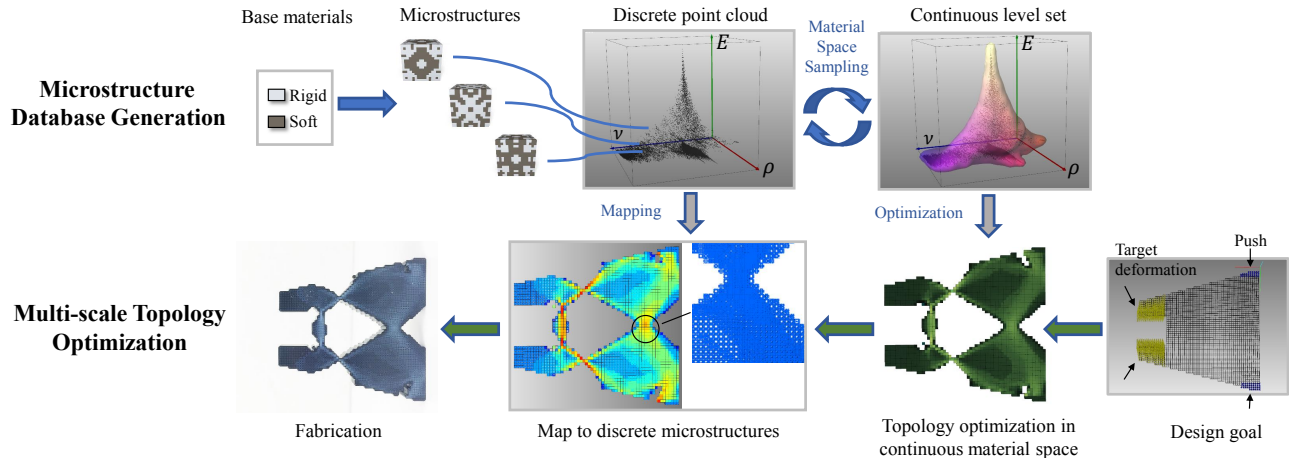 Base materials
Microstructures
Discrete point cloud
Continuous level set
Microstructure
Database Generation
Rigid
Soft
E
ν
ρ
Material
Space
Sampling
E
ν
ρ
Mapping
Optimization
Multi-scale Topology
Optimization
Target
deformation
Push
Fabrication
Map to discrete microstructures
Topology optimization in
continuous material space
Design goal